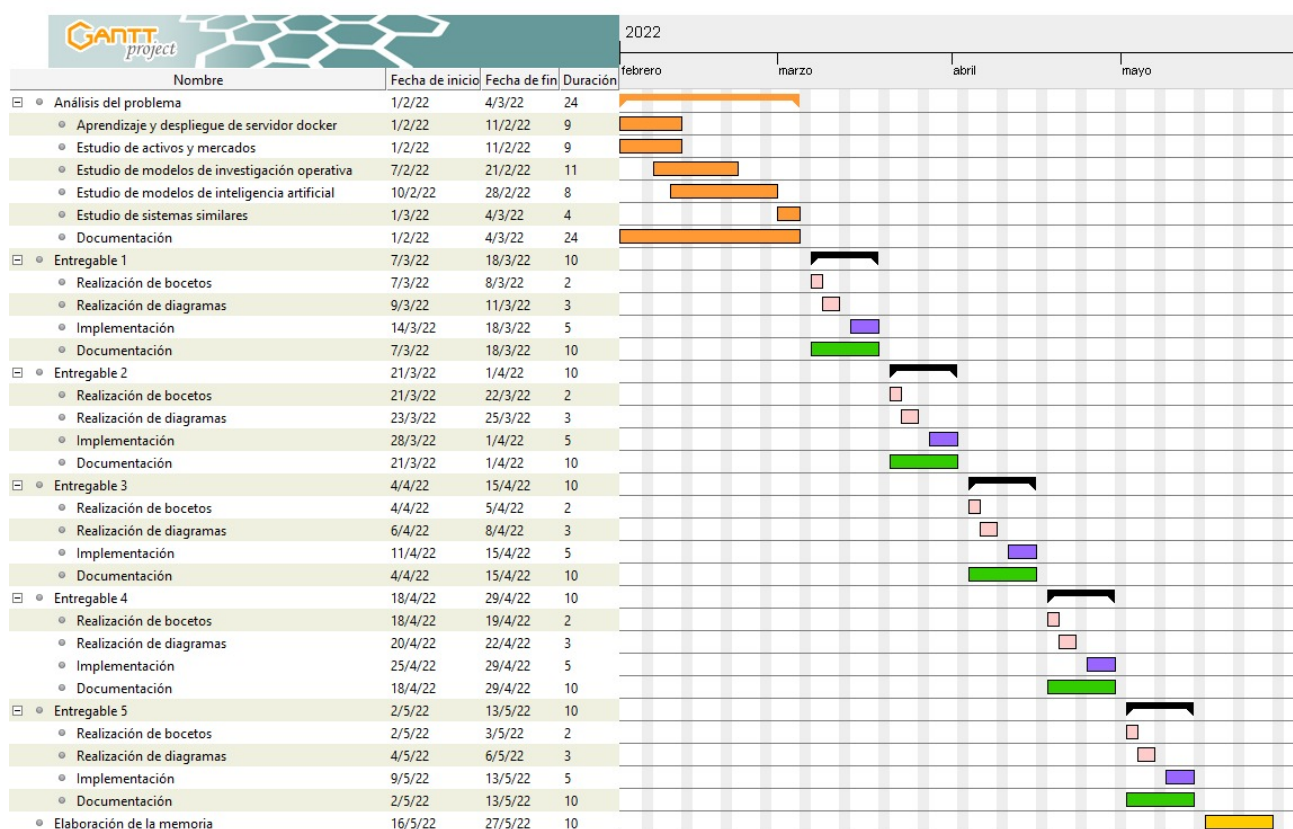 GANTT
project
2022
febrero marzo abril mayo
Nombre Fecha de inicio Fecha de fin Duración
Análisis del problema 1/2/22 4/3/22 24
Aprendizaje y despliegue de servidor docker 1/2/22 11/2/22 9
Estudio de activos y mercados 1/2/22 11/2/22 9
Estudio de modelos de investigación operativa 7/2/22 21/2/22 11
Estudio de modelos de inteligencia artificial 10/2/22 28/2/22 8
Estudio de sistemas similares 1/3/22 4/3/22 4
Documentación 1/2/22 4/3/22 24
Entregable 1 7/3/22 18/3/22 10
Realización de bocetos 7/3/22 8/3/22 2
Realización de diagramas 9/3/22 11/3/22 3
Implementación 14/3/22 18/3/22 5
Documentación 7/3/22 18/3/22 10
Entregable 2 21/3/22 1/4/22 10
Realización de bocetos 21/3/22 22/3/22 2
Realización de diagramas 23/3/22 25/3/22 3
Implementación 28/3/22 1/4/22 5
Documentación 21/3/22 1/4/22 10
Entregable 3 4/4/22 15/4/22 10
Realización de bocetos 4/4/22 5/4/22 2
Realización de diagramas 6/4/22 8/4/22 3
Implementación 11/4/22 15/4/22 5
Documentación 4/4/22 15/4/22 10
Entregable 4 18/4/22 29/4/22 10
Realización de bocetos 18/4/22 19/4/22 2
Realización de diagramas 20/4/22 22/4/22 3
Implementación 25/4/22 29/4/22 5
Documentación 18/4/22 29/4/22 10
Entregable 5 2/5/22 13/5/22 10
Realización de bocetos 2/5/22 3/5/22 2
Realización de diagramas 4/5/22 6/5/22 3
Implementación 9/5/22 13/5/22 5
Documentación 2/5/22 13/5/22 10
Elaboración de la memoria 16/5/22 27/5/22 10